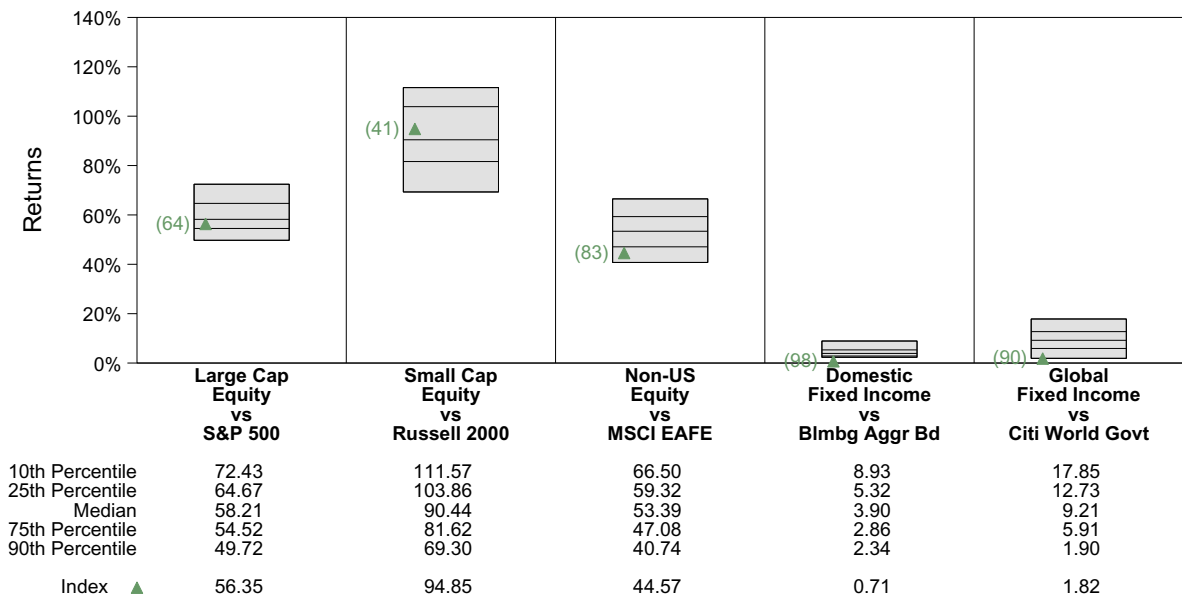 140%
120%
100%
80%
60%
40%
20%
0%
Returns
(64)
(41)
(83)
(98)
(90)
Large Cap
Equity
vs
S&P 500
Small Cap
Equity
vs
Russell 2000
Non-US
Equity
vs
MSCI EAFE
Domestic
Fixed Income
vs
Blmbg Aggr Bd
Global
Fixed Income
vs
Citi World Govt
10th Percentile 72.43 111.57 66.50 8.93 17.85
25th Percentile 64.67 103.86 59.32 5.32 12.73
Median 58.21 90.44 53.39 3.90 9.21
75th Percentile 54.52 81.62 47.08 2.86 5.91
90th Percentile 49.72 69.30 40.74 2.34 1.90
Index ▲ 56.35 94.85 44.57 0.71 1.82